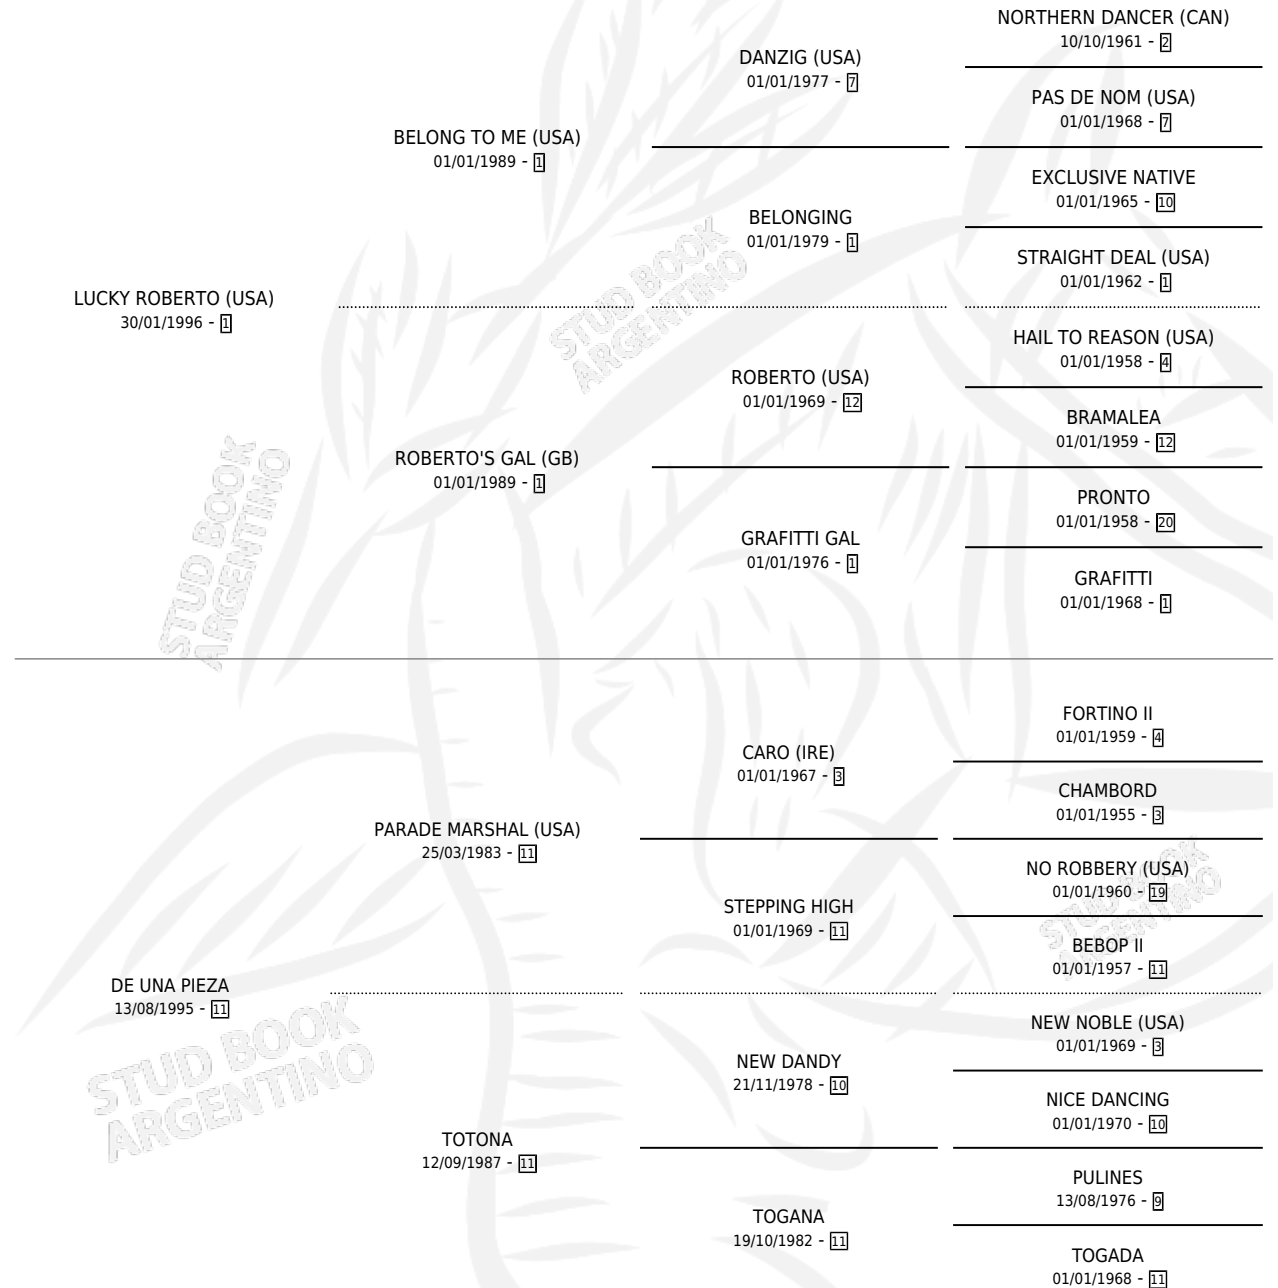 NORTHERN DANCER (CAN)
10/10/1961 - 2
DANZIG (USA)
01/01/1977 - 7
PAS DE NOM (USA)
01/01/1968 - 7
BELONG TO ME (USA)
01/01/1989 - 1
EXCLUSIVE NATIVE
01/01/1965 - 10
BELONGING
01/01/1979 - 1
STRAIGHT DEAL (USA)
01/01/1962 - 1
STUD BOOK
ARGENTINO
LUCKY ROBERTO (USA)
30/01/1996 - 1
HAIL TO REASON (USA)
01/01/1958 - 4
ROBERTO (USA)
01/01/1969 - 12
BRAMALEA
01/01/1959 - 12
ROBERTO'S GAL (GB)
01/01/1989 - 1
PRONTO
01/01/1958 - 20
GRAFITTI GAL
01/01/1976 - 1
GRAFITTI
01/01/1968 - 1
STUD BOOK
ARGENTINO
FORTINO II
01/01/1959 - 4
CARO (IRE)
01/01/1967 - 3
CHAMBORD
01/01/1955 - 3
PARADE MARSHAL (USA)
25/03/1983 - 11
NO ROBBERY (USA)
01/01/1960 - 19
STEPPING HIGH
01/01/1969 - 11
BEBOP II
01/01/1957 - 11
STUD BOOK
ARGENTINO
DE UNA PIEZA
13/08/1995 - 11
NEW NOBLE (USA)
01/01/1969 - 3
NEW DANDY
21/11/1978 - 10
NICE DANCING
01/01/1970 - 10
STUD BOOK
ARGENTINO
TOTONA
12/09/1987 - 11
PULINES
13/08/1976 - 9
TOGANA
19/10/1982 - 11
TOGADA
01/01/1968 - 11